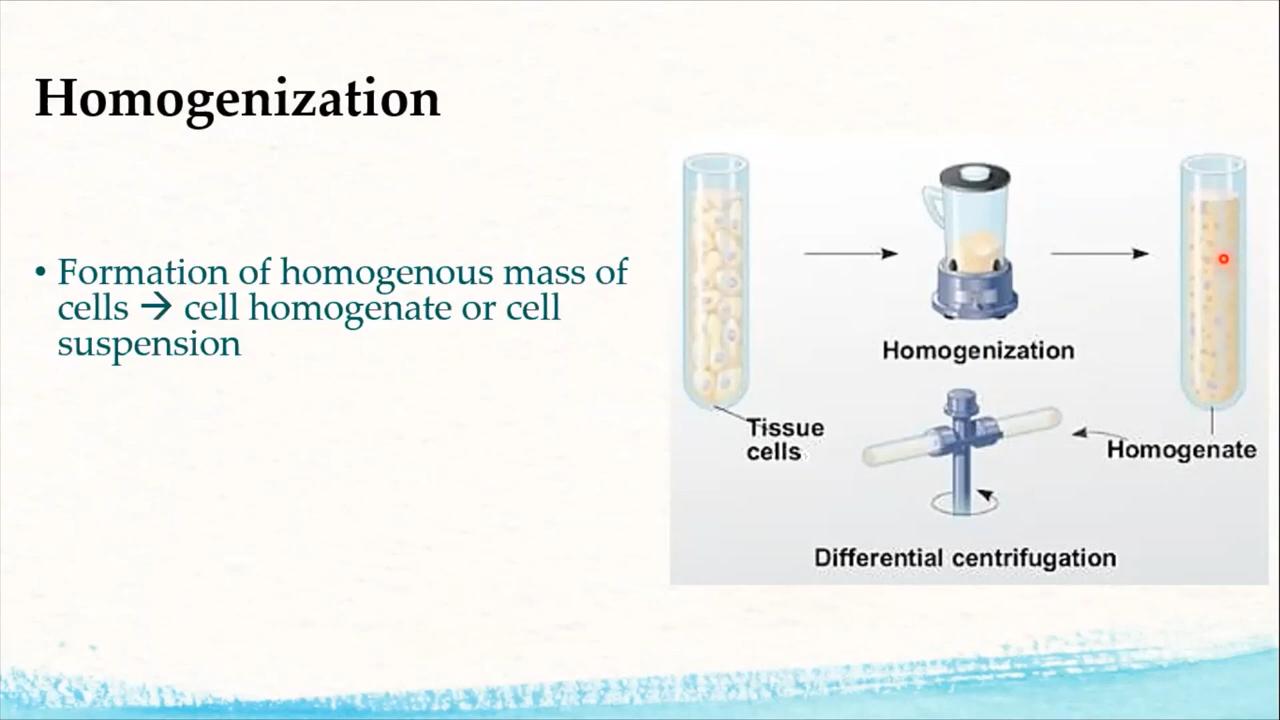 Homogenization
• Formation of homogenous mass of
cells → cell homogenate or cell
suspension
Homogenization
Tissue
cells
Homogenate
Differential centrifugation